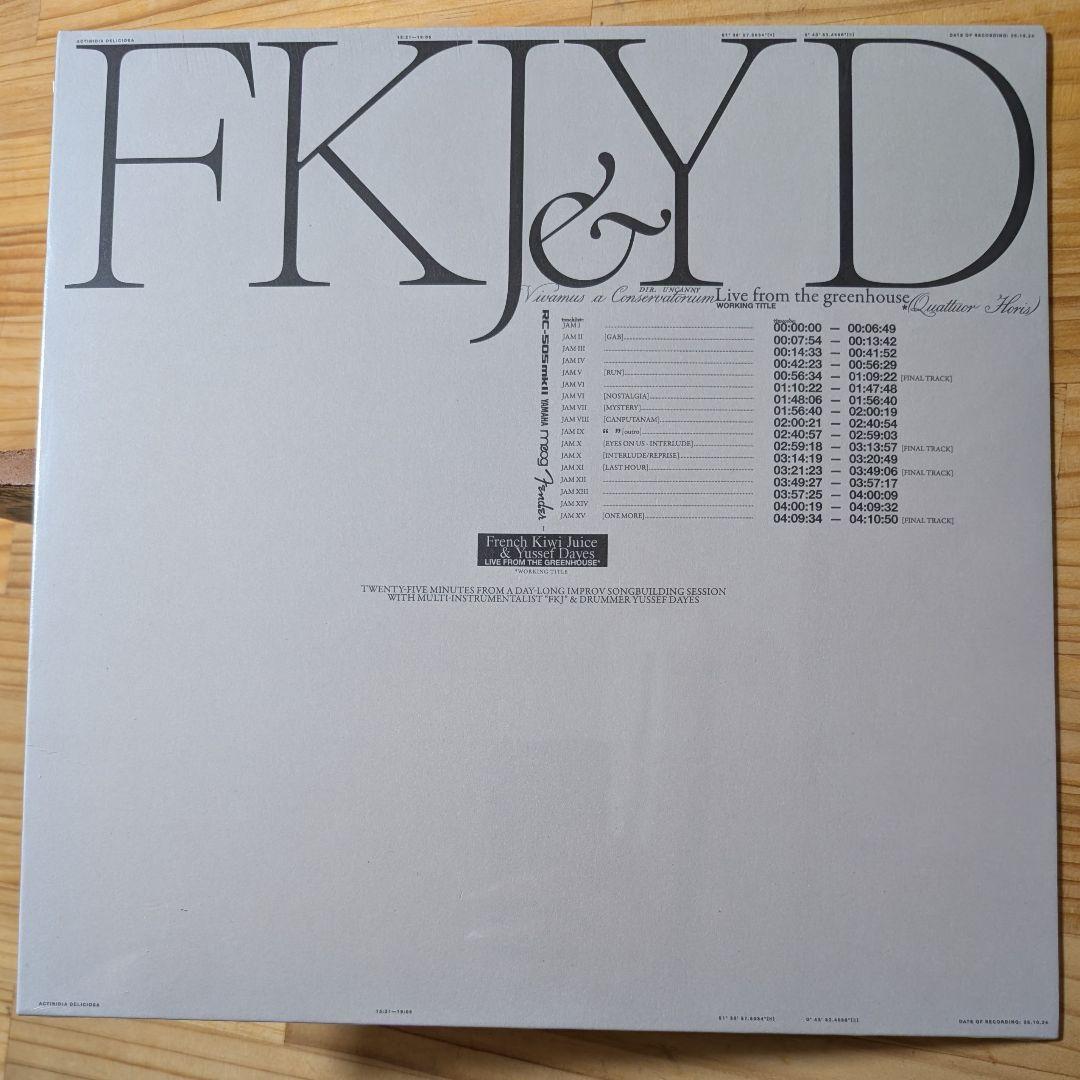 ACTINIDIA DELICIOSA
15:21—19:05
DATE OF RECORDING: 26.10.24
FKJ&YD
Vivamus a Conservatorium
DIR. UNCANNY
Live from the greenhouse
WORKING TITLE
*(Quattuor Horis)
RC-505mkII YAMAHA moog Fender
tracklist:
timecode:
JAM I 00:00:00 — 00:06:49
JAM II [GAB] 00:07:54 — 00:13:42
JAM III 00:14:33 — 00:41:52
JAM IV 00:42:23 — 00:56:29
JAM V [RUN] 00:56:34 — 01:09:22 [FINAL TRACK]
JAM VI 01:10:22 — 01:47:48
JAM VI [NOSTALGIA] 01:48:06 — 01:56:40
JAM VII [MYSTERY] 01:56:40 — 02:00:19
JAM VIII [CANPUTANAM] 02:00:21 — 02:40:54
JAM IX “ ” [outro] 02:40:57 — 02:59:03
JAM X [EYES ON US - INTERLUDE] 02:59:18 — 03:13:57 [FINAL TRACK]
JAM X [INTERLUDE/REPRISE] 03:14:19 — 03:20:49
JAM XI [LAST HOUR] 03:21:23 — 03:49:06 [FINAL TRACK]
JAM XII 03:49:27 — 03:57:17
JAM XIII 03:57:25 — 04:00:09
JAM XIV 04:00:19 — 04:09:32
JAM XV [ONE MORE] 04:09:34 — 04:10:50 [FINAL TRACK]
French Kiwi Juice
& Yussef Dayes
LIVE FROM THE GREENHOUSE*
*WORKING TITLE
TWENTY-FIVE MINUTES FROM A DAY-LONG IMPROV SONGBUILDING SESSION
WITH MULTI-INSTRUMENTALIST "FKJ" & DRUMMER YUSSEF DAYES
ACTINIDIA DELICIOSA
15:21—19:05
DATE OF RECORDING: 26.10.24